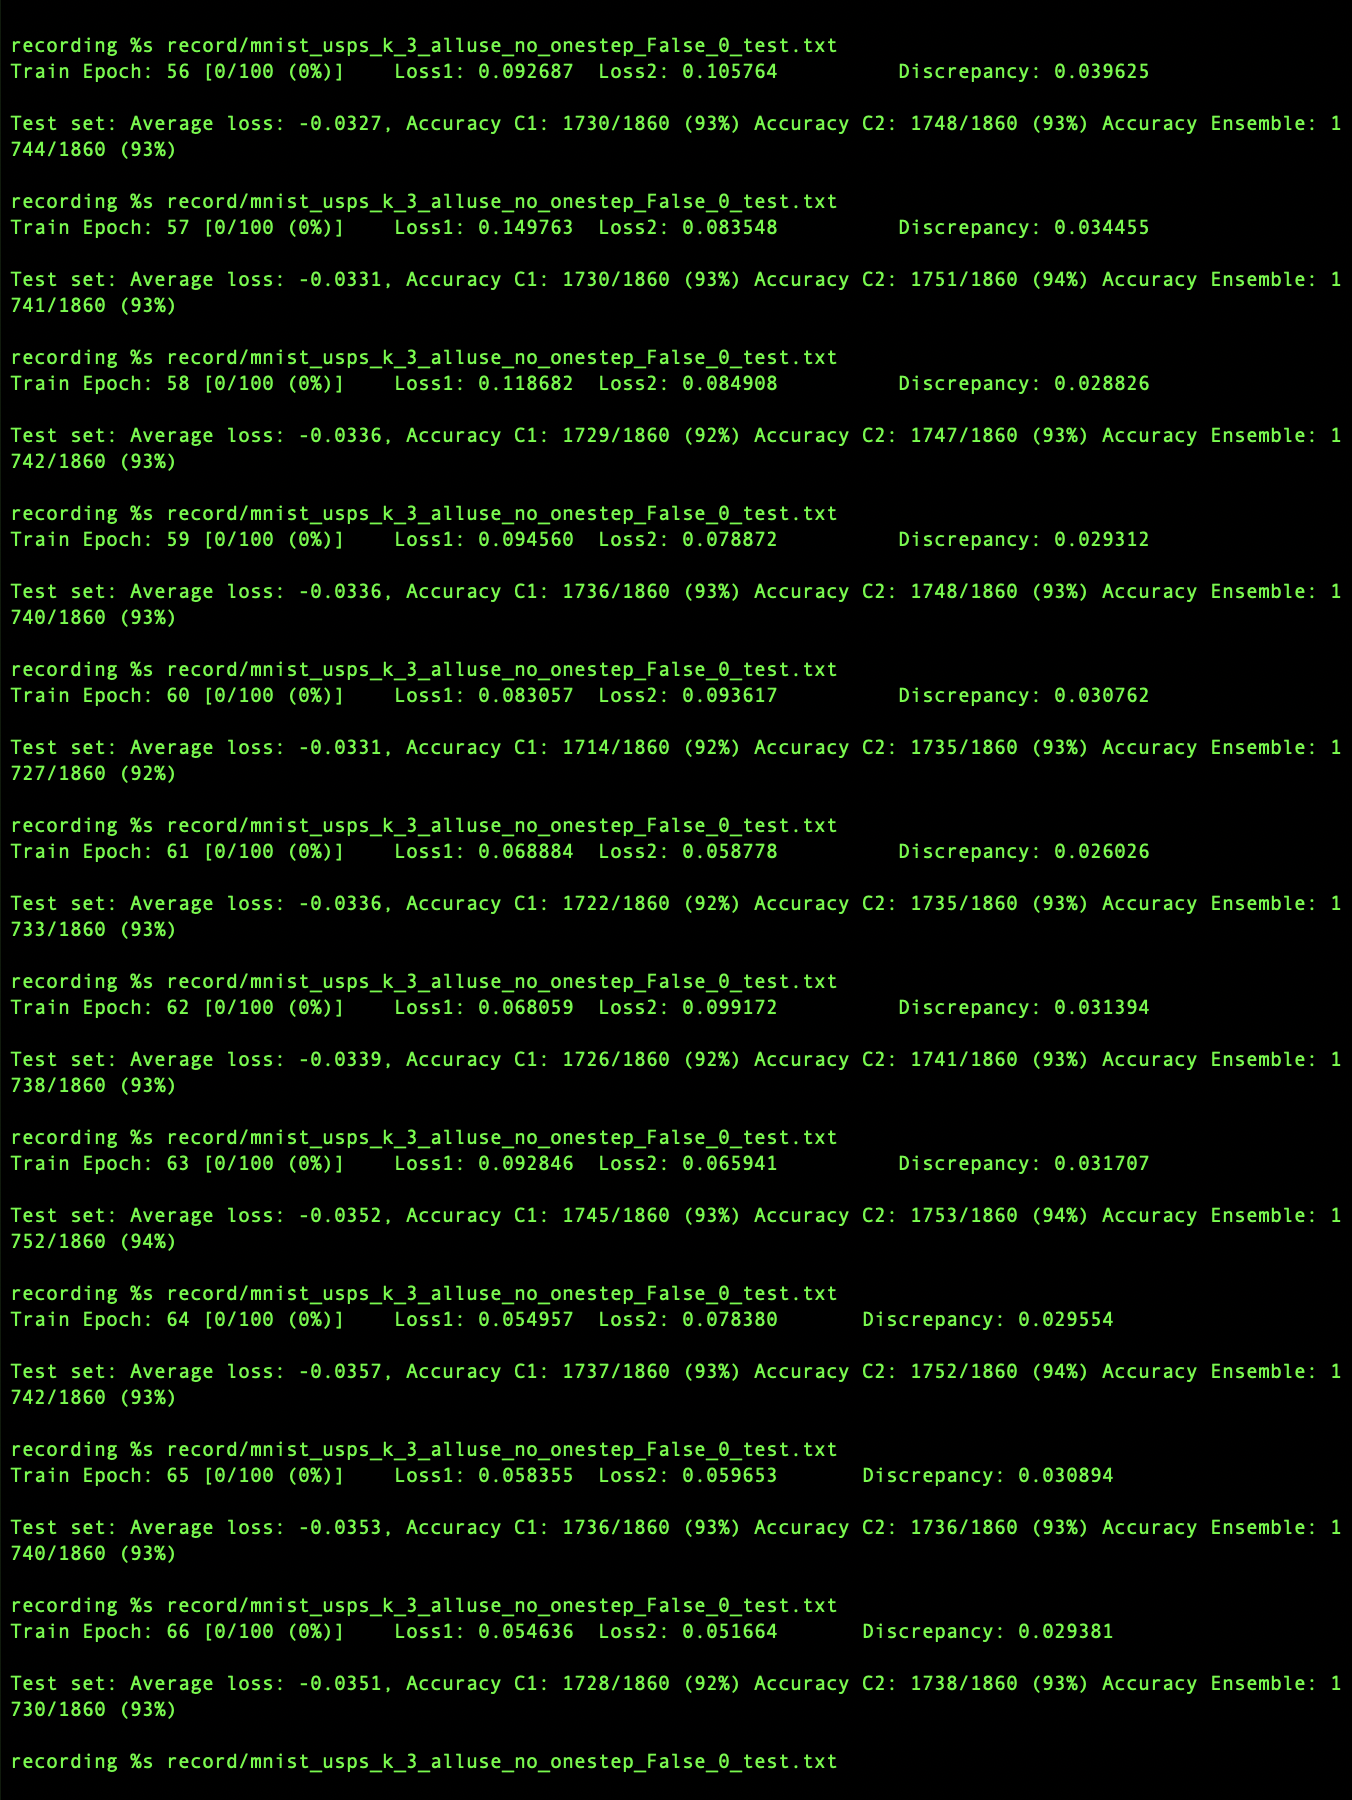 recording %s record/mnist_usps_k_3_alluse_no_onestep_False_0_test.txt
Train Epoch: 56 [0/100 (0%)]    Loss1: 0.092687  Loss2: 0.105764          Discrepancy: 0.039625
Test set: Average loss: -0.0327, Accuracy C1: 1730/1860 (93%) Accuracy C2: 1748/1860 (93%) Accuracy Ensemble: 1
744/1860 (93%)
recording %s record/mnist_usps_k_3_alluse_no_onestep_False_0_test.txt
Train Epoch: 57 [0/100 (0%)]    Loss1: 0.149763  Loss2: 0.083548          Discrepancy: 0.034455
Test set: Average loss: -0.0331, Accuracy C1: 1730/1860 (93%) Accuracy C2: 1751/1860 (94%) Accuracy Ensemble: 1
741/1860 (93%)
recording %s record/mnist_usps_k_3_alluse_no_onestep_False_0_test.txt
Train Epoch: 58 [0/100 (0%)]    Loss1: 0.118682  Loss2: 0.084908          Discrepancy: 0.028826
Test set: Average loss: -0.0336, Accuracy C1: 1729/1860 (92%) Accuracy C2: 1747/1860 (93%) Accuracy Ensemble: 1
742/1860 (93%)
recording %s record/mnist_usps_k_3_alluse_no_onestep_False_0_test.txt
Train Epoch: 59 [0/100 (0%)]    Loss1: 0.094560  Loss2: 0.078872          Discrepancy: 0.029312
Test set: Average loss: -0.0336, Accuracy C1: 1736/1860 (93%) Accuracy C2: 1748/1860 (93%) Accuracy Ensemble: 1
740/1860 (93%)
recording %s record/mnist_usps_k_3_alluse_no_onestep_False_0_test.txt
Train Epoch: 60 [0/100 (0%)]    Loss1: 0.083057  Loss2: 0.093617          Discrepancy: 0.030762
Test set: Average loss: -0.0331, Accuracy C1: 1714/1860 (92%) Accuracy C2: 1735/1860 (93%) Accuracy Ensemble: 1
727/1860 (92%)
recording %s record/mnist_usps_k_3_alluse_no_onestep_False_0_test.txt
Train Epoch: 61 [0/100 (0%)]    Loss1: 0.068884  Loss2: 0.058778          Discrepancy: 0.026026
Test set: Average loss: -0.0336, Accuracy C1: 1722/1860 (92%) Accuracy C2: 1735/1860 (93%) Accuracy Ensemble: 1
733/1860 (93%)
recording %s record/mnist_usps_k_3_alluse_no_onestep_False_0_test.txt
Train Epoch: 62 [0/100 (0%)]    Loss1: 0.068059  Loss2: 0.099172          Discrepancy: 0.031394
Test set: Average loss: -0.0339, Accuracy C1: 1726/1860 (92%) Accuracy C2: 1741/1860 (93%) Accuracy Ensemble: 1
738/1860 (93%)
recording %s record/mnist_usps_k_3_alluse_no_onestep_False_0_test.txt
Train Epoch: 63 [0/100 (0%)]    Loss1: 0.092846  Loss2: 0.065941          Discrepancy: 0.031707
Test set: Average loss: -0.0352, Accuracy C1: 1745/1860 (93%) Accuracy C2: 1753/1860 (94%) Accuracy Ensemble: 1
752/1860 (94%)
recording %s record/mnist_usps_k_3_alluse_no_onestep_False_0_test.txt
Train Epoch: 64 [0/100 (0%)]    Loss1: 0.054957  Loss2: 0.078380       Discrepancy: 0.029554
Test set: Average loss: -0.0357, Accuracy C1: 1737/1860 (93%) Accuracy C2: 1752/1860 (94%) Accuracy Ensemble: 1
742/1860 (93%)
recording %s record/mnist_usps_k_3_alluse_no_onestep_False_0_test.txt
Train Epoch: 65 [0/100 (0%)]    Loss1: 0.058355  Loss2: 0.059653       Discrepancy: 0.030894
Test set: Average loss: -0.0353, Accuracy C1: 1736/1860 (93%) Accuracy C2: 1736/1860 (93%) Accuracy Ensemble: 1
740/1860 (93%)
recording %s record/mnist_usps_k_3_alluse_no_onestep_False_0_test.txt
Train Epoch: 66 [0/100 (0%)]    Loss1: 0.054636  Loss2: 0.051664       Discrepancy: 0.029381
Test set: Average loss: -0.0351, Accuracy C1: 1728/1860 (92%) Accuracy C2: 1738/1860 (93%) Accuracy Ensemble: 1
730/1860 (93%)
recording %s record/mnist_usps_k_3_alluse_no_onestep_False_0_test.txt